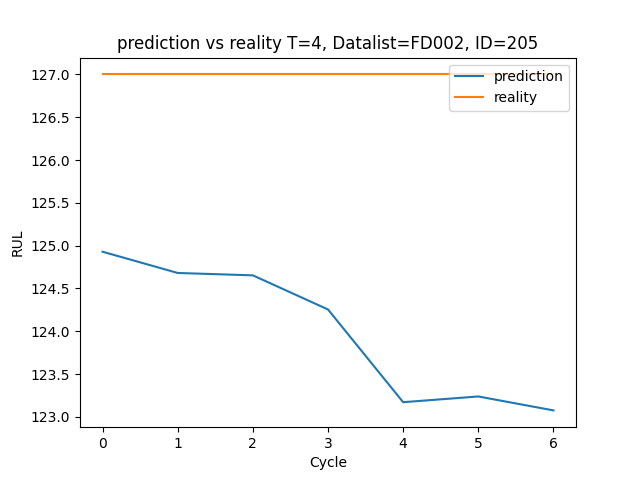 prediction vs reality T=4, Datalist=FD002, ID=205
127.0
126.5
126.0
125.5
125.0
124.5
124.0
123.5
123.0
RUL
prediction
reality
0 1 2 3 4 5 6
Cycle